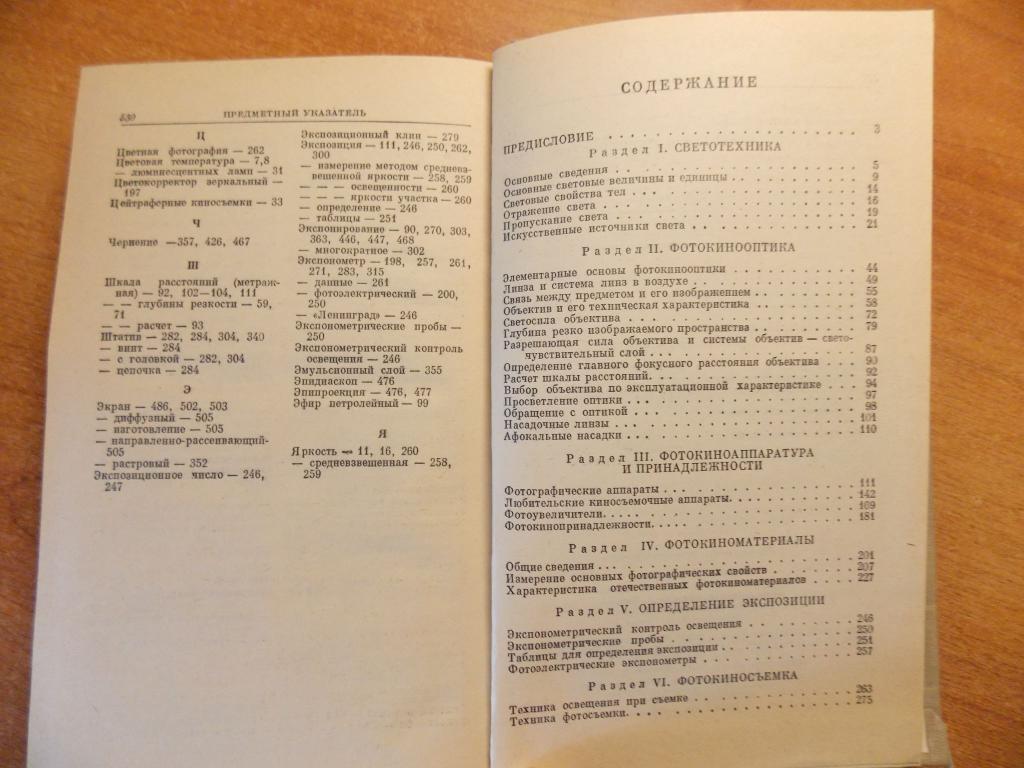 530
ПРЕДМЕТНЫЙ УКАЗАТЕЛЬ
Ц
Цветная фотография — 262
Цветовая температура — 7,8
— люминесцентных ламп — 31
Цветокорректор зеркальный —
197
Цейтраферные киносъемки — 33
Ч
Чернение —357, 426, 467
Ш
Шкала расстояний (метраж-
ная) — 92, 102—104, 111
— — глубины резкости — 59,
71
— — расчет — 93
Штатив — 282, 284, 304, 340
— винт — 284
— с головкой — 282, 304
— цепочка — 284
Э
Экран — 486, 502, 503
— диффузный — 505
— изготовление — 505
— направленно-рассеивающий-
505
— растровый — 352
Экспозиционное число — 246,
247
Экспозиционный клин — 279
Экспозиция — 111, 246, 250, 262,
300
— измерение методом среднев-
вешенной яркости — 258, 259
— — — освещенности — 260
— — — яркости участка — 260
— определение — 246
— таблицы — 251
Экспонирование — 90, 270, 303,
363, 446, 447, 468
— многократное — 302
Экспонометр — 198, 257, 261,
271, 283, 315
— данные — 261
— фотоэлектрический — 200,
250
— «Ленинград» — 246
Экспонометрические пробы —
250
Экспонометрический контроль
освещения — 246
Эмульсионный слой — 355
Эпидиаскоп — 476
Эпипроекция — 476, 477
Эфир петролейный — 99
Я
Яркость — 11, 16, 260
— средневзвешенная — 258,
259
СОДЕРЖАНИЕ
ПРЕДИСЛОВИЕ . . . . . . . . . . 3
Раздел I. СВЕТОТЕХНИКА
Основные сведения . . . . . . . . . . 5
Основные световые величины и единицы . . . . . . . . 9
Световые свойства тел . . . . . . . . . . 14
Отражение света . . . . . . . . . . 16
Пропускание света . . . . . . . . . . 19
Искусственные источники света . . . . . . . . . . 21
Раздел II. ФОТОКИНООПТИКА
Элементарные основы фотокинооптики . . . . . . . . 44
Линза и система линз в воздухе . . . . . . . . 49
Связь между предметом и его изображением . . . . . . . . 55
Объектив и его техническая характеристика . . . . . . . . 58
Светосила объектива . . . . . . . . . . 72
Глубина резко изображаемого пространства . . . . . . . . 79
Разрешающая сила объектива и системы объектив — свето-
чувствительный слой . . . . . . . . . . 87
Определение главного фокусного расстояния объектива . . . . 90
Расчет шкалы расстояний. . . . . . . . . . 92
Выбор объектива по эксплуатационной характеристике . . . 94
Просветление оптики . . . . . . . . . . 97
Обращение с оптикой . . . . . . . . . . 98
Насадочные линзы . . . . . . . . . . 101
Афокальные насадки . . . . . . . . . . 110
Раздел III. ФОТОКИНОАППАРАТУРА
И ПРИНАДЛЕЖНОСТИ
Фотографические аппараты . . . . . . . . . . 111
Любительские киносъемочные аппараты. . . . . . . . . 142
Фотоувеличители. . . . . . . . . . 169
Фотокинопринадлежности. . . . . . . . . . 181
Раздел IV. ФОТОКИНОМАТЕРИАЛЫ
Общие сведения . . . . . . . . . . 201
Измерение основных фотографических свойств . . . . . . 207
Характеристика отечественных фотокиноматериалов . . . . 227
Раздел V. ОПРЕДЕЛЕНИЕ ЭКСПОЗИЦИИ
Экспонометрический контроль освещения . . . . . . . . 246
Экспонометрические пробы . . . . . . . . . . 250
Таблицы для определения экспозиции . . . . . . . . 251
Фотоэлектрические экспонометры . . . . . . . . 257
Раздел VI. ФОТОКИНОСЪЕМКА
Техника освещения при съемке . . . . . . . . . . 263
Техника фотосъемки. . . . . . . . . . 275